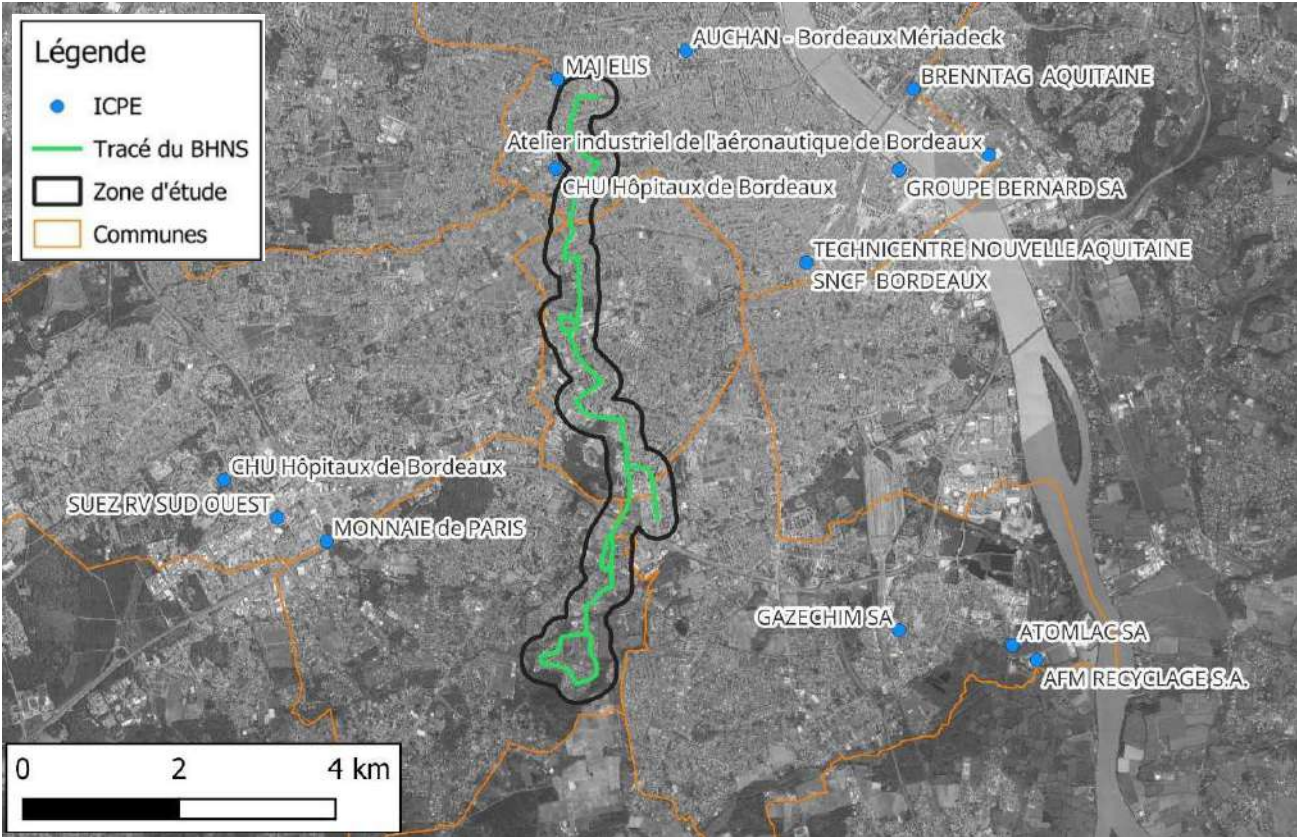 Légende
ICPE
Tracé du BHNS
Zone d'étude
Communes
AUCHAN - Bordeaux Mériadeck
MAJ ELIS
BRENNTAG AQUITAINE
Atelier industriel de l'aéronautique de Bordeaux
CHU Hôpitaux de Bordeaux
GROUPE BERNARD SA
TECHNICENTRE NOUVELLE AQUITAINE
SNCF BORDEAUX
CHU Hôpitaux de Bordeaux
SUEZ RV SUD OUEST
MONNAIE de PARIS
GAZECHIM SA
ATOMLAC SA
AFM RECYCLAGE S.A.
0 2 4 km